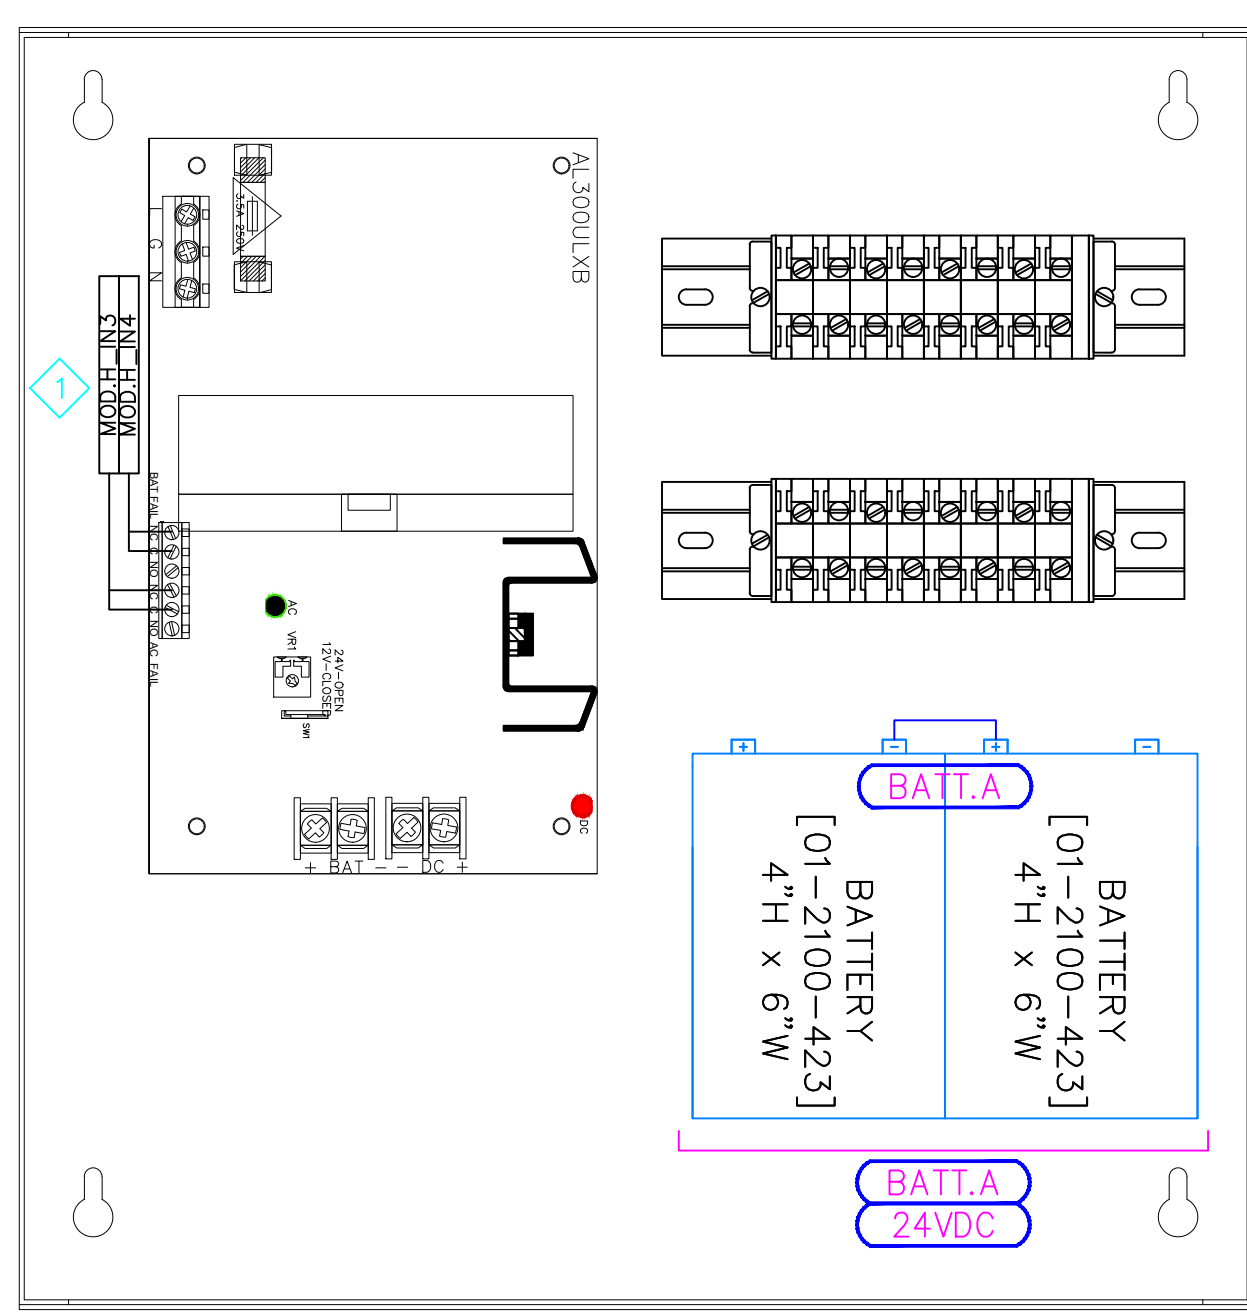 AL300ULXB
3.5A 250V
L
G
N
MOD.H_IN3
MOD.H_IN4
1
BAT FAIL NC C NO NC C NO AC FAIL
AC
VR1
24V-OPEN
12V-CLOSED
SW1
DC
+ BAT - - DC +
+ - + -
BATT.A
BATTERY
[01-2100-423]
4"H x 6"W
BATTERY
[01-2100-423]
4"H x 6"W
BATT.A
24VDC